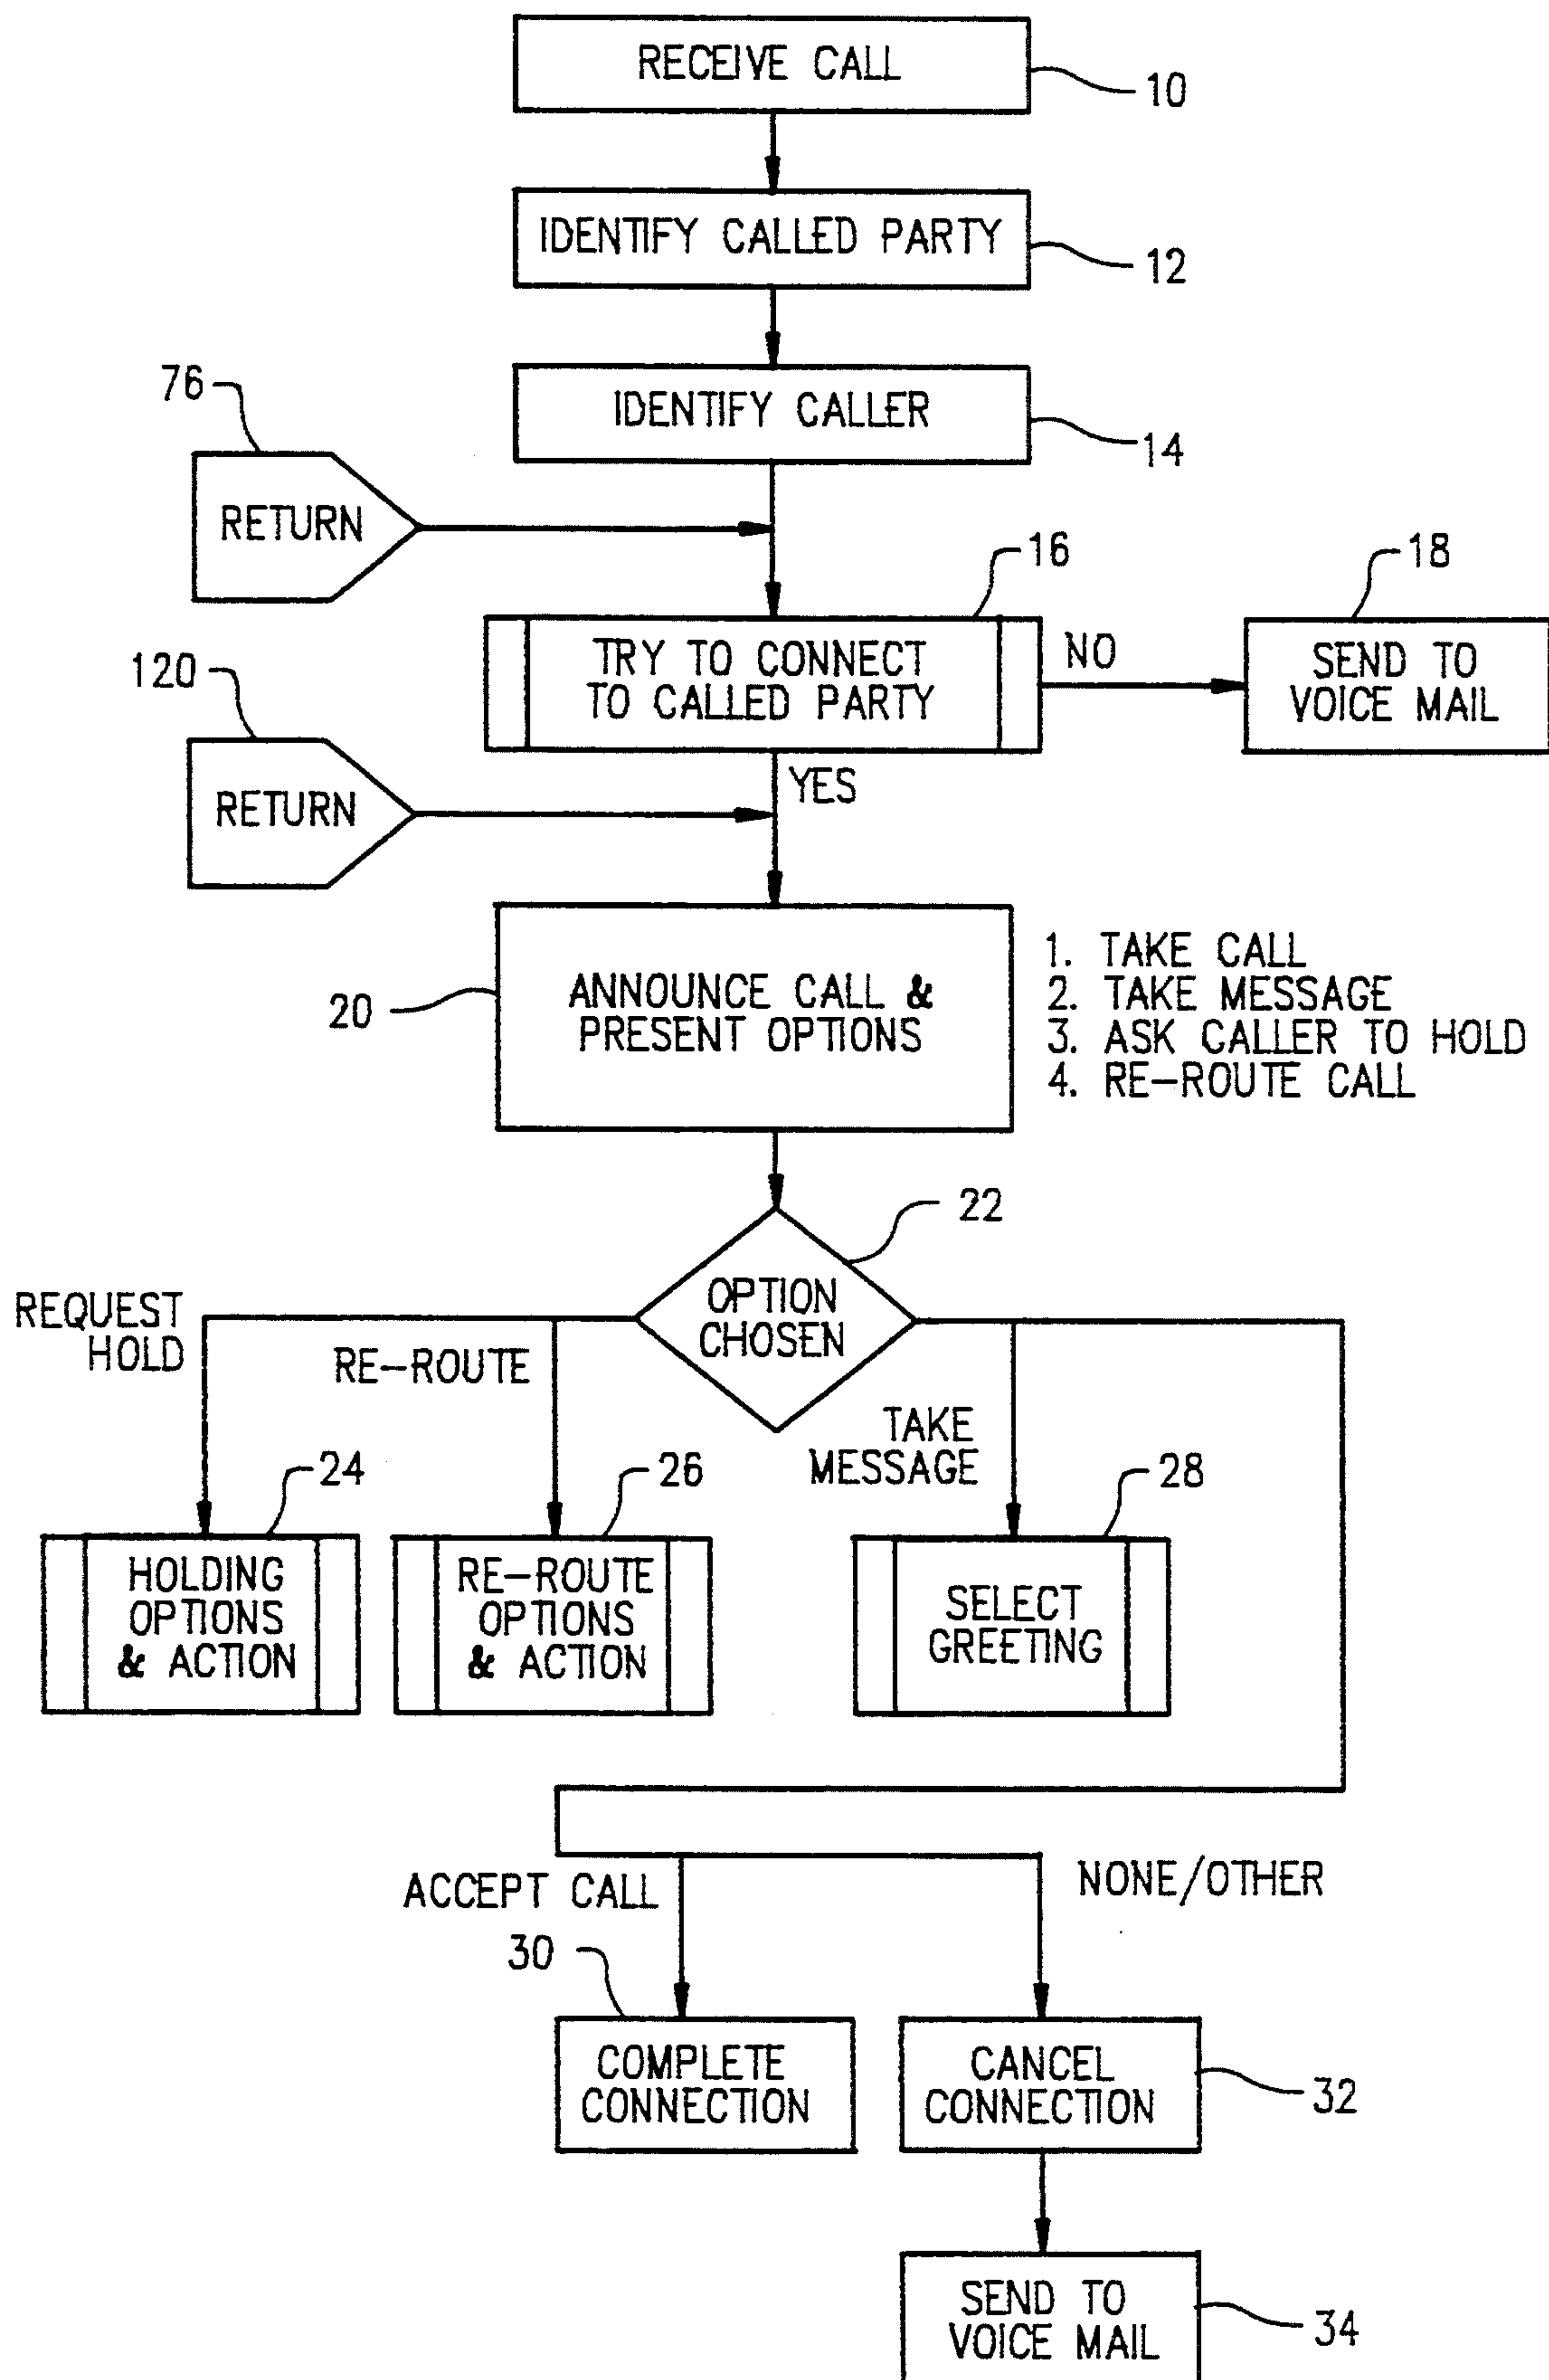 RECEIVE CALL
10
IDENTIFY CALLED PARTY
12
76
IDENTIFY CALLER
14
RETURN
16
18
120
TRY TO CONNECT
TO CALLED PARTY
NO
SEND TO
VOICE MAIL
YES
RETURN
20
ANNOUNCE CALL &
PRESENT OPTIONS
1. TAKE CALL
2. TAKE MESSAGE
3. ASK CALLER TO HOLD
4. RE-ROUTE CALL
22
OPTION
CHOSEN
REQUEST
HOLD
RE-ROUTE
TAKE
MESSAGE
24
26
28
HOLDING
OPTIONS
& ACTION
RE-ROUTE
OPTIONS
& ACTION
SELECT
GREETING
ACCEPT CALL
NONE/OTHER
30
COMPLETE
CONNECTION
CANCEL
CONNECTION
32
SEND TO
VOICE MAIL
34